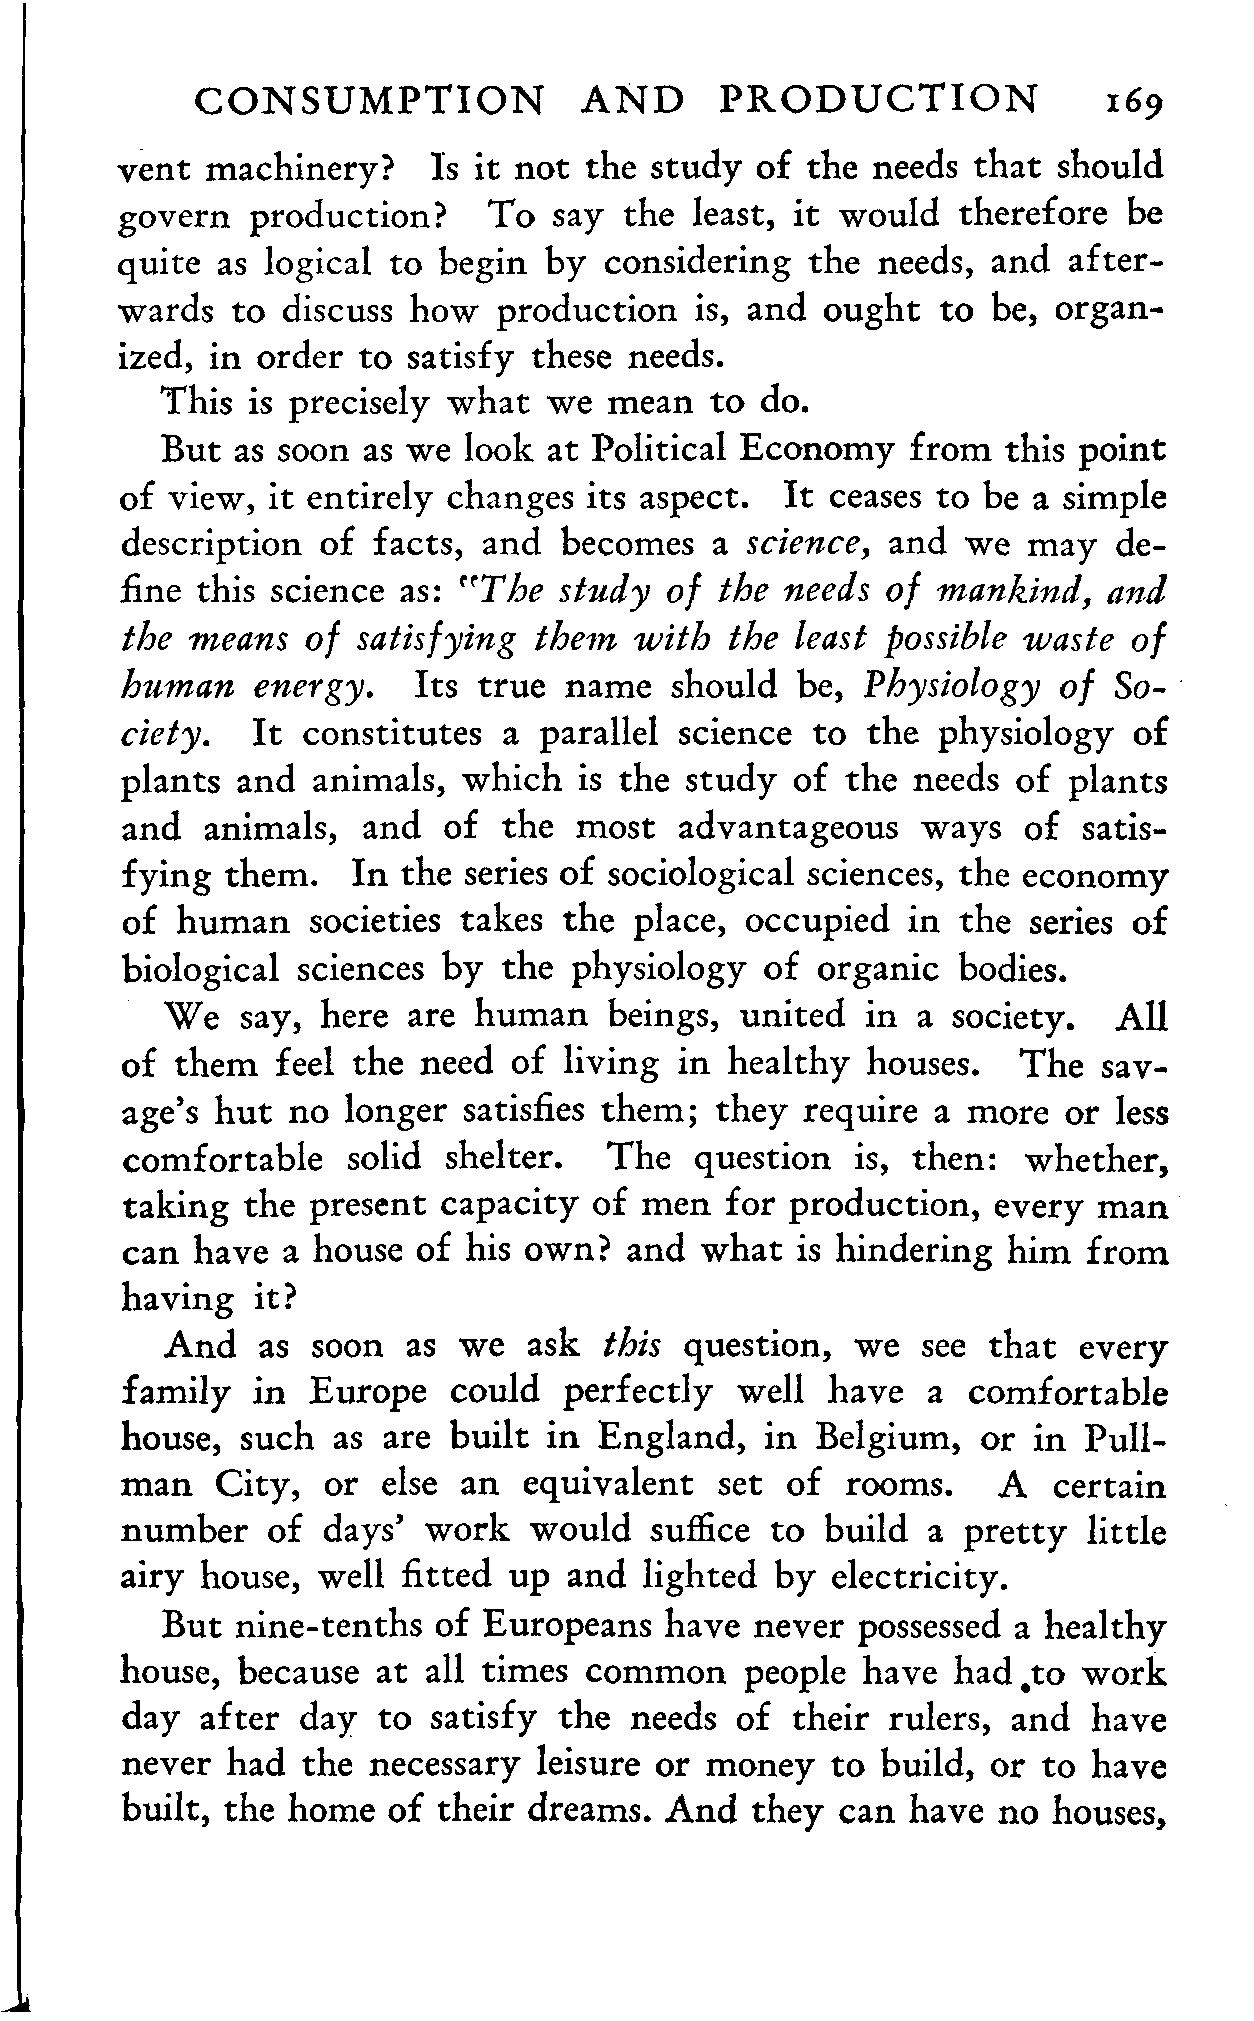 CONSUMPTION AND PRODUCTION 169
vent machinery? Is it not the study of the needs that should
govern production? To say the least, it would therefore be
quite as logical to begin by considering the needs, and after-
wards to discuss how production is, and ought to be, organ-
ized, in order to satisfy these needs.
This is precisely what we mean to do.
But as soon as we look at Political Economy from this point
of view, it entirely changes its aspect. It ceases to be a simple
description of facts, and becomes a science, and we may de-
fine this science as: "The study of the needs of mankind, and
the means of satisfying them with the least possible waste of
human energy. Its true name should be, Physiology of So-
ciety. It constitutes a parallel science to the physiology of
plants and animals, which is the study of the needs of plants
and animals, and of the most advantageous ways of satis-
fying them. In the series of sociological sciences, the economy
of human societies takes the place, occupied in the series of
biological sciences by the physiology of organic bodies.
We say, here are human beings, united in a society. All
of them feel the need of living in healthy houses. The sav-
age's hut no longer satisfies them; they require a more or less
comfortable solid shelter. The question is, then: whether,
taking the present capacity of men for production, every man
can have a house of his own? and what is hindering him from
having it?
And as soon as we ask this question, we see that every
family in Europe could perfectly well have a comfortable
house, such as are built in England, in Belgium, or in Pull-
man City, or else an equivalent set of rooms. A certain
number of days' work would suffice to build a pretty little
airy house, well fitted up and lighted by electricity.
But nine-tenths of Europeans have never possessed a healthy
house, because at all times common people have had to work
day after day to satisfy the needs of their rulers, and have
never had the necessary leisure or money to build, or to have
built, the home of their dreams. And they can have no houses,